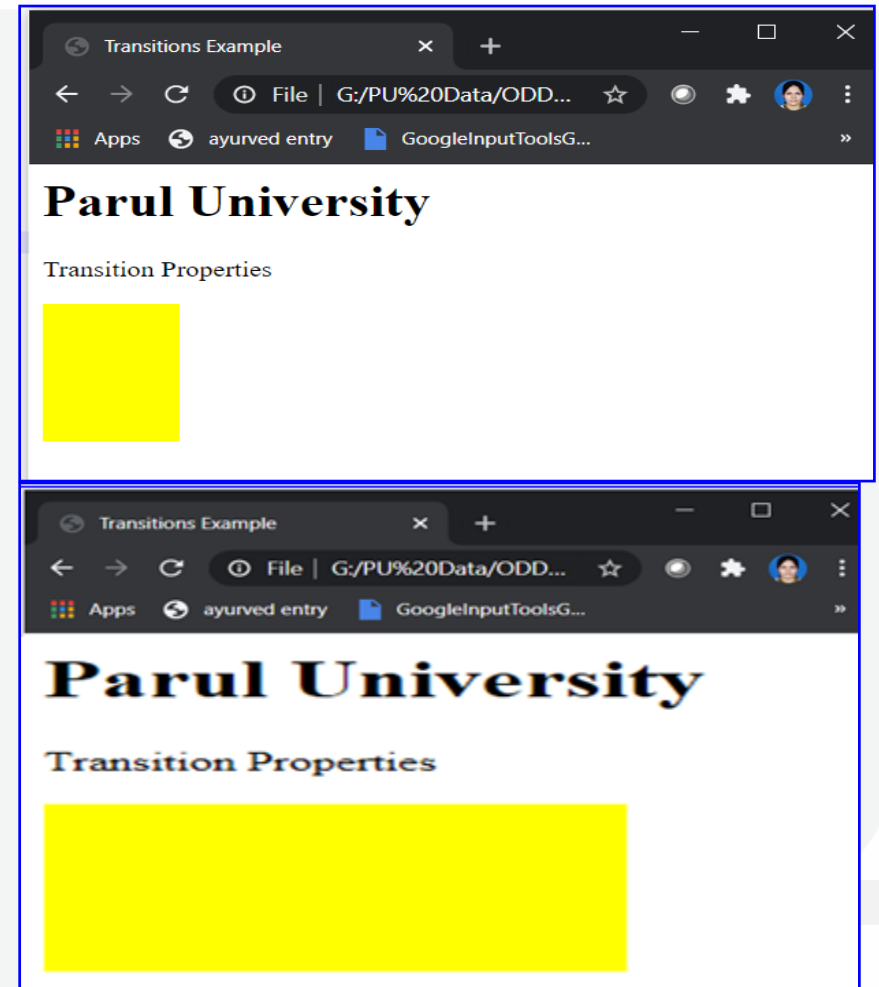 Transitions Example
File | G:/PU%20Data/ODD...
Apps ayurved entry GoogleInputToolsG...
Parul University
Transition Properties
Transitions Example
File | G:/PU%20Data/ODD...
Apps ayurved entry GoogleInputToolsG...
Parul University
Transition Properties